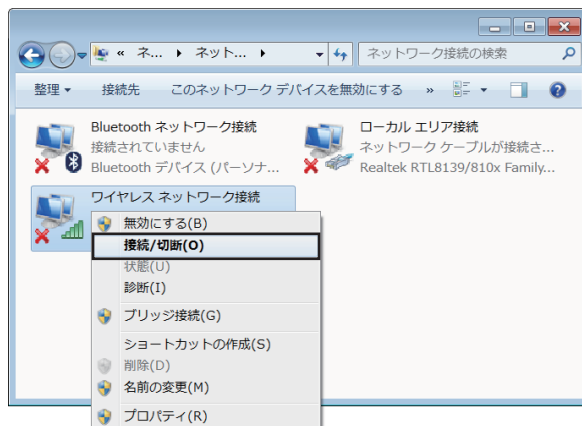 « ネ... ▸ ネット... ▸ ネットワーク接続の検索
整理 ▾ 接続先 このネットワーク デバイスを無効にする »
Bluetooth ネットワーク接続
接続されていません
Bluetooth デバイス (パーソナ...
ローカル エリア接続
ネットワーク ケーブルが接続さ...
Realtek RTL8139/810x Family...
ワイヤレス ネットワーク接続
無効にする(B)
接続/切断(O)
状態(U)
診断(I)
ブリッジ接続(G)
ショートカットの作成(S)
削除(D)
名前の変更(M)
プロパティ(R)